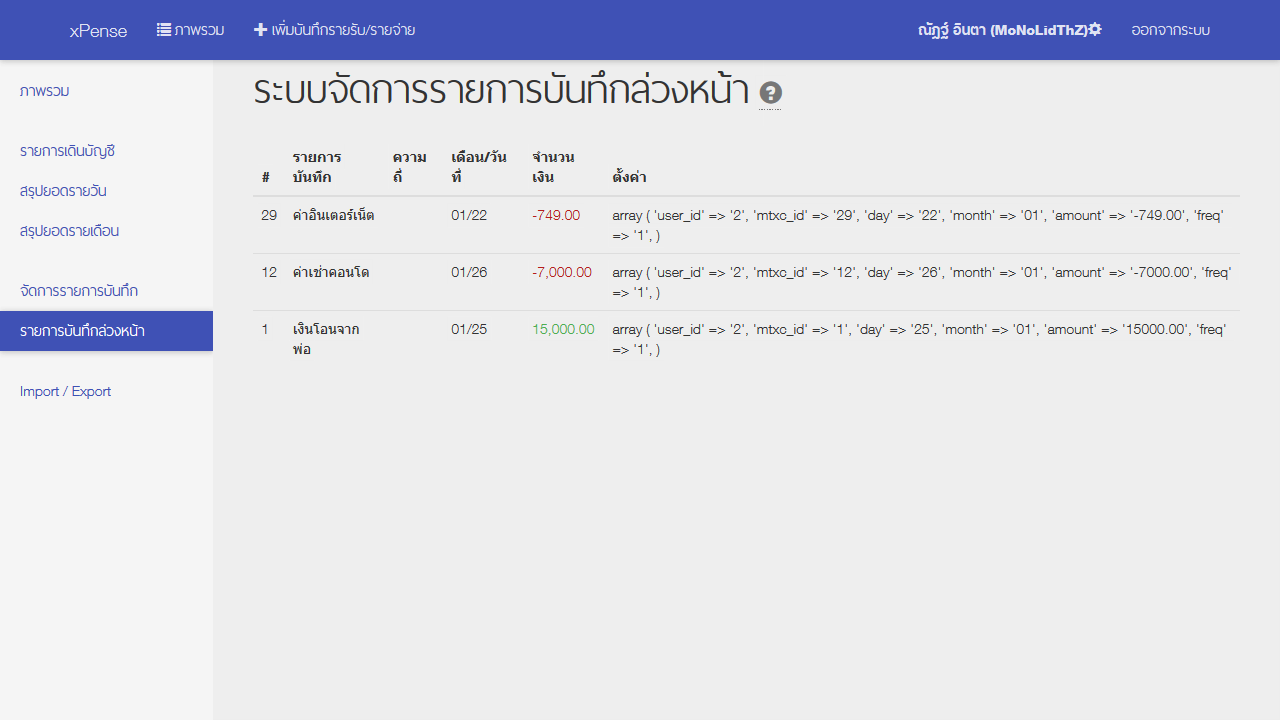 xPense ภาพรวม เพิ่มบันทึกรายรับ/รายจ่าย ณัฏฐ์ อินตา (MoNoLidThZ) ออกจากระบบ
ภาพรวม
รายการเดินบัญชี
สรุปยอดรายวัน
สรุปยอดรายเดือน
จัดการรายการบันทึก
รายการบันทึกล่วงหน้า
Import / Export
ระบบจัดการรายการบันทึกล่วงหน้า ?
# รายการบันทึก ความถี่ เดือน/วันที่ จำนวนเงิน ตั้งค่า
29 ค่าอินเตอร์เน็ต 01/22 -749.00 array ( 'user_id' => '2', 'mtxc_id' => '29', 'day' => '22', 'month' => '01', 'amount' => '-749.00', 'freq'
=> '1', )
12 ค่าเช่าคอนโด 01/26 -7,000.00 array ( 'user_id' => '2', 'mtxc_id' => '12', 'day' => '26', 'month' => '01', 'amount' => '-7000.00', 'freq'
=> '1', )
1 เงินโอนจาก 01/25 15,000.00 array ( 'user_id' => '2', 'mtxc_id' => '1', 'day' => '25', 'month' => '01', 'amount' => '15000.00', 'freq'
พ่อ => '1', )